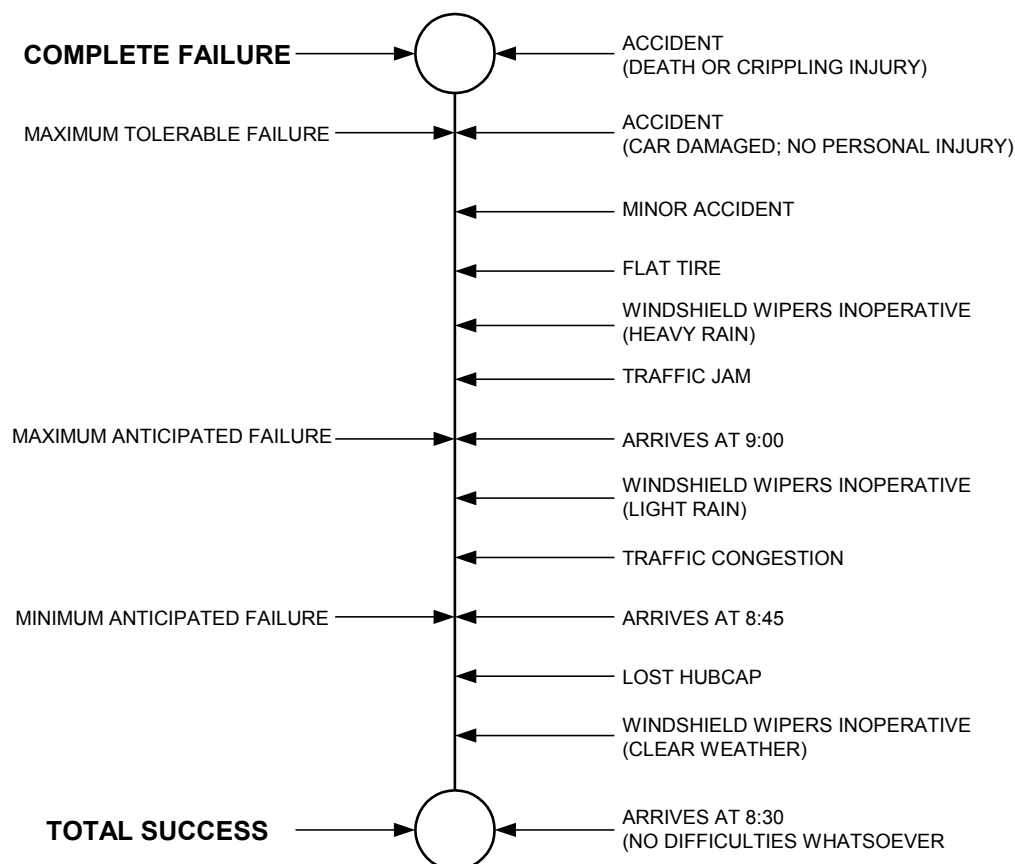 COMPLETE FAILURE
ACCIDENT
(DEATH OR CRIPPLING INJURY)
MAXIMUM TOLERABLE FAILURE
ACCIDENT
(CAR DAMAGED; NO PERSONAL INJURY)
MINOR ACCIDENT
FLAT TIRE
WINDSHIELD WIPERS INOPERATIVE
(HEAVY RAIN)
TRAFFIC JAM
MAXIMUM ANTICIPATED FAILURE
ARRIVES AT 9:00
WINDSHIELD WIPERS INOPERATIVE
(LIGHT RAIN)
TRAFFIC CONGESTION
MINIMUM ANTICIPATED FAILURE
ARRIVES AT 8:45
LOST HUBCAP
WINDSHIELD WIPERS INOPERATIVE
(CLEAR WEATHER)
TOTAL SUCCESS
ARRIVES AT 8:30
(NO DIFFICULTIES WHATSOEVER